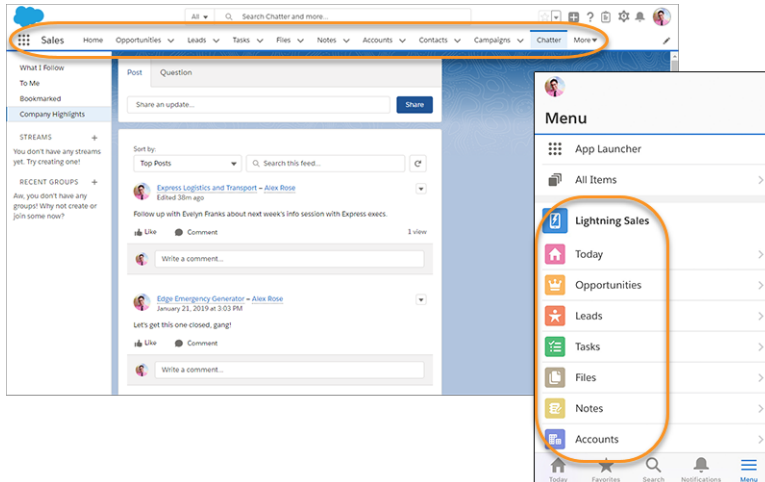 All
Search Chatter and more...
Sales Home Opportunities Leads Tasks Files Notes Accounts Contacts Campaigns Chatter More
What I Follow
To Me
Bookmarked
Company Highlights
STREAMS
You don't have any streams
yet. Try creating one!
RECENT GROUPS
Aw, you don't have any
groups! Why not create or
join some now?
Post Question
Share an update...
Share
Sort by:
Top Posts
Search this feed...
Express Logistics and Transport – Alex Rose
Edited 38m ago
Follow up with Evelyn Franks about next week's info session with Express execs.
Like Comment 1 view
Write a comment...
Edge Emergency Generator – Alex Rose
January 21, 2019 at 3:03 PM
Let's get this one closed, gang!
Like Comment
Write a comment...
Menu
App Launcher
All Items
Lightning Sales
Today
Opportunities
Leads
Tasks
Files
Notes
Accounts
Today Favorites Search Notifications Menu